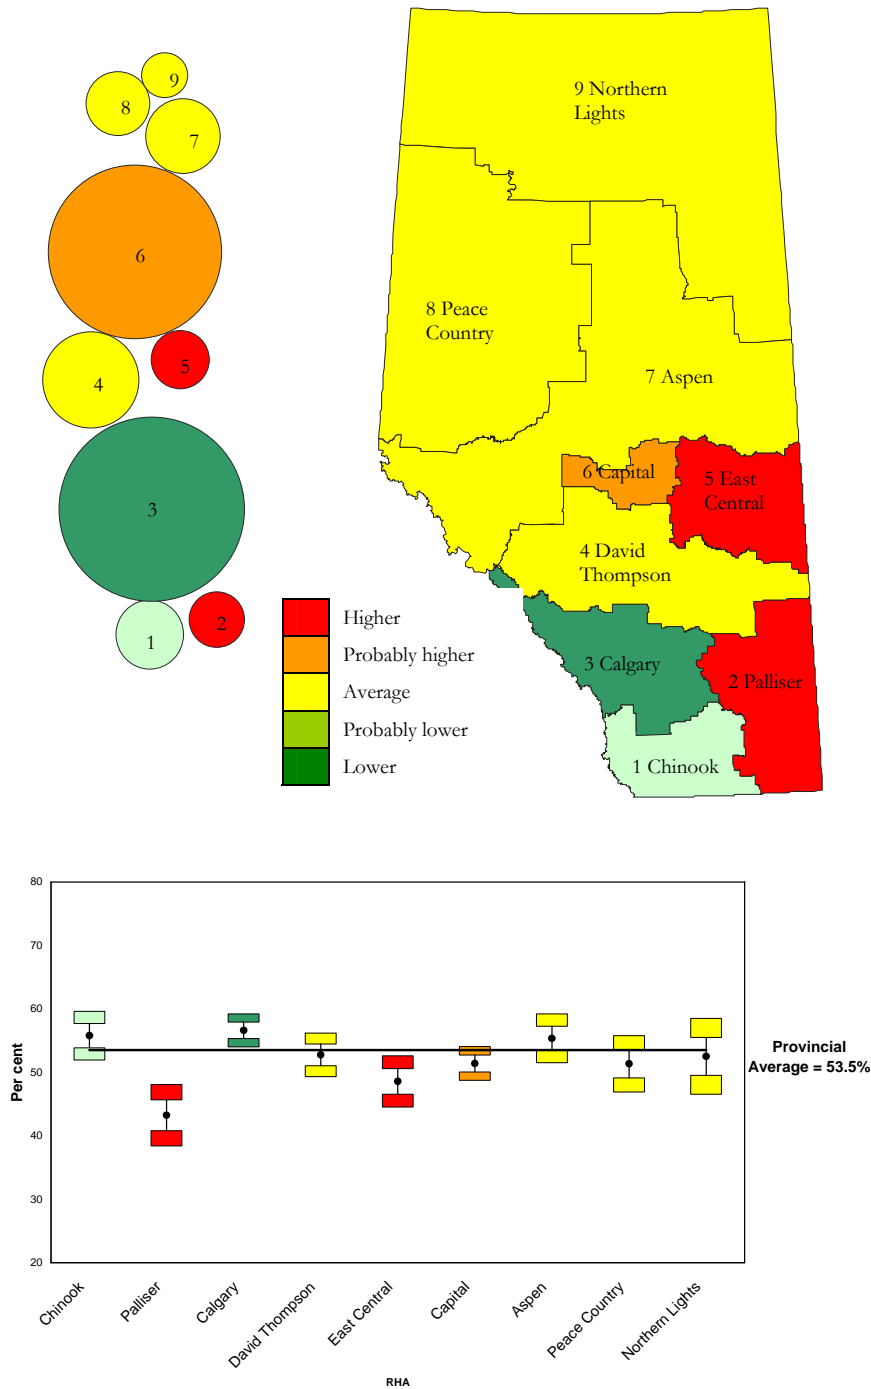 9
8
7
6
5
4
3
2
1
9 Northern
Lights
8 Peace
Country
7 Aspen
6 Capital
5 East
Central
4 David
Thompson
3 Calgary
2 Palliser
1 Chinook
Higher
Probably higher
Average
Probably lower
Lower
80
70
60
50
40
30
20
Per cent
Provincial
Average = 53.5%
Chinook
Palliser
Calgary
David Thompson
East Central
Capital
Aspen
Peace Country
Northern Lights
RHA